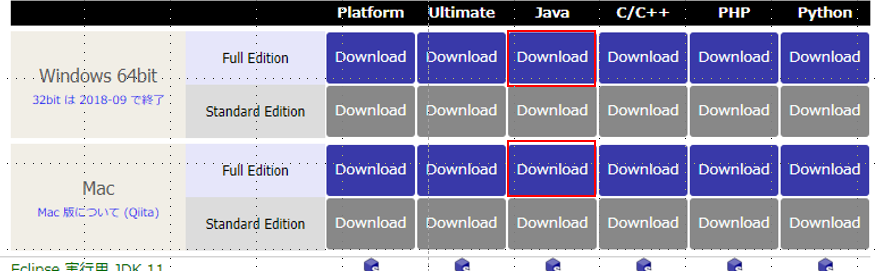 Platform Ultimate Java C/C++ PHP Python
Windows 64bit
32bit は 2018-09 で終了
Full Edition Download Download Download Download Download Download
Standard Edition Download Download Download Download Download Download
Mac
Mac 版について (Qiita)
Full Edition Download Download Download Download Download Download
Standard Edition Download Download Download Download Download Download
Eclipse 実行用 JDK 11